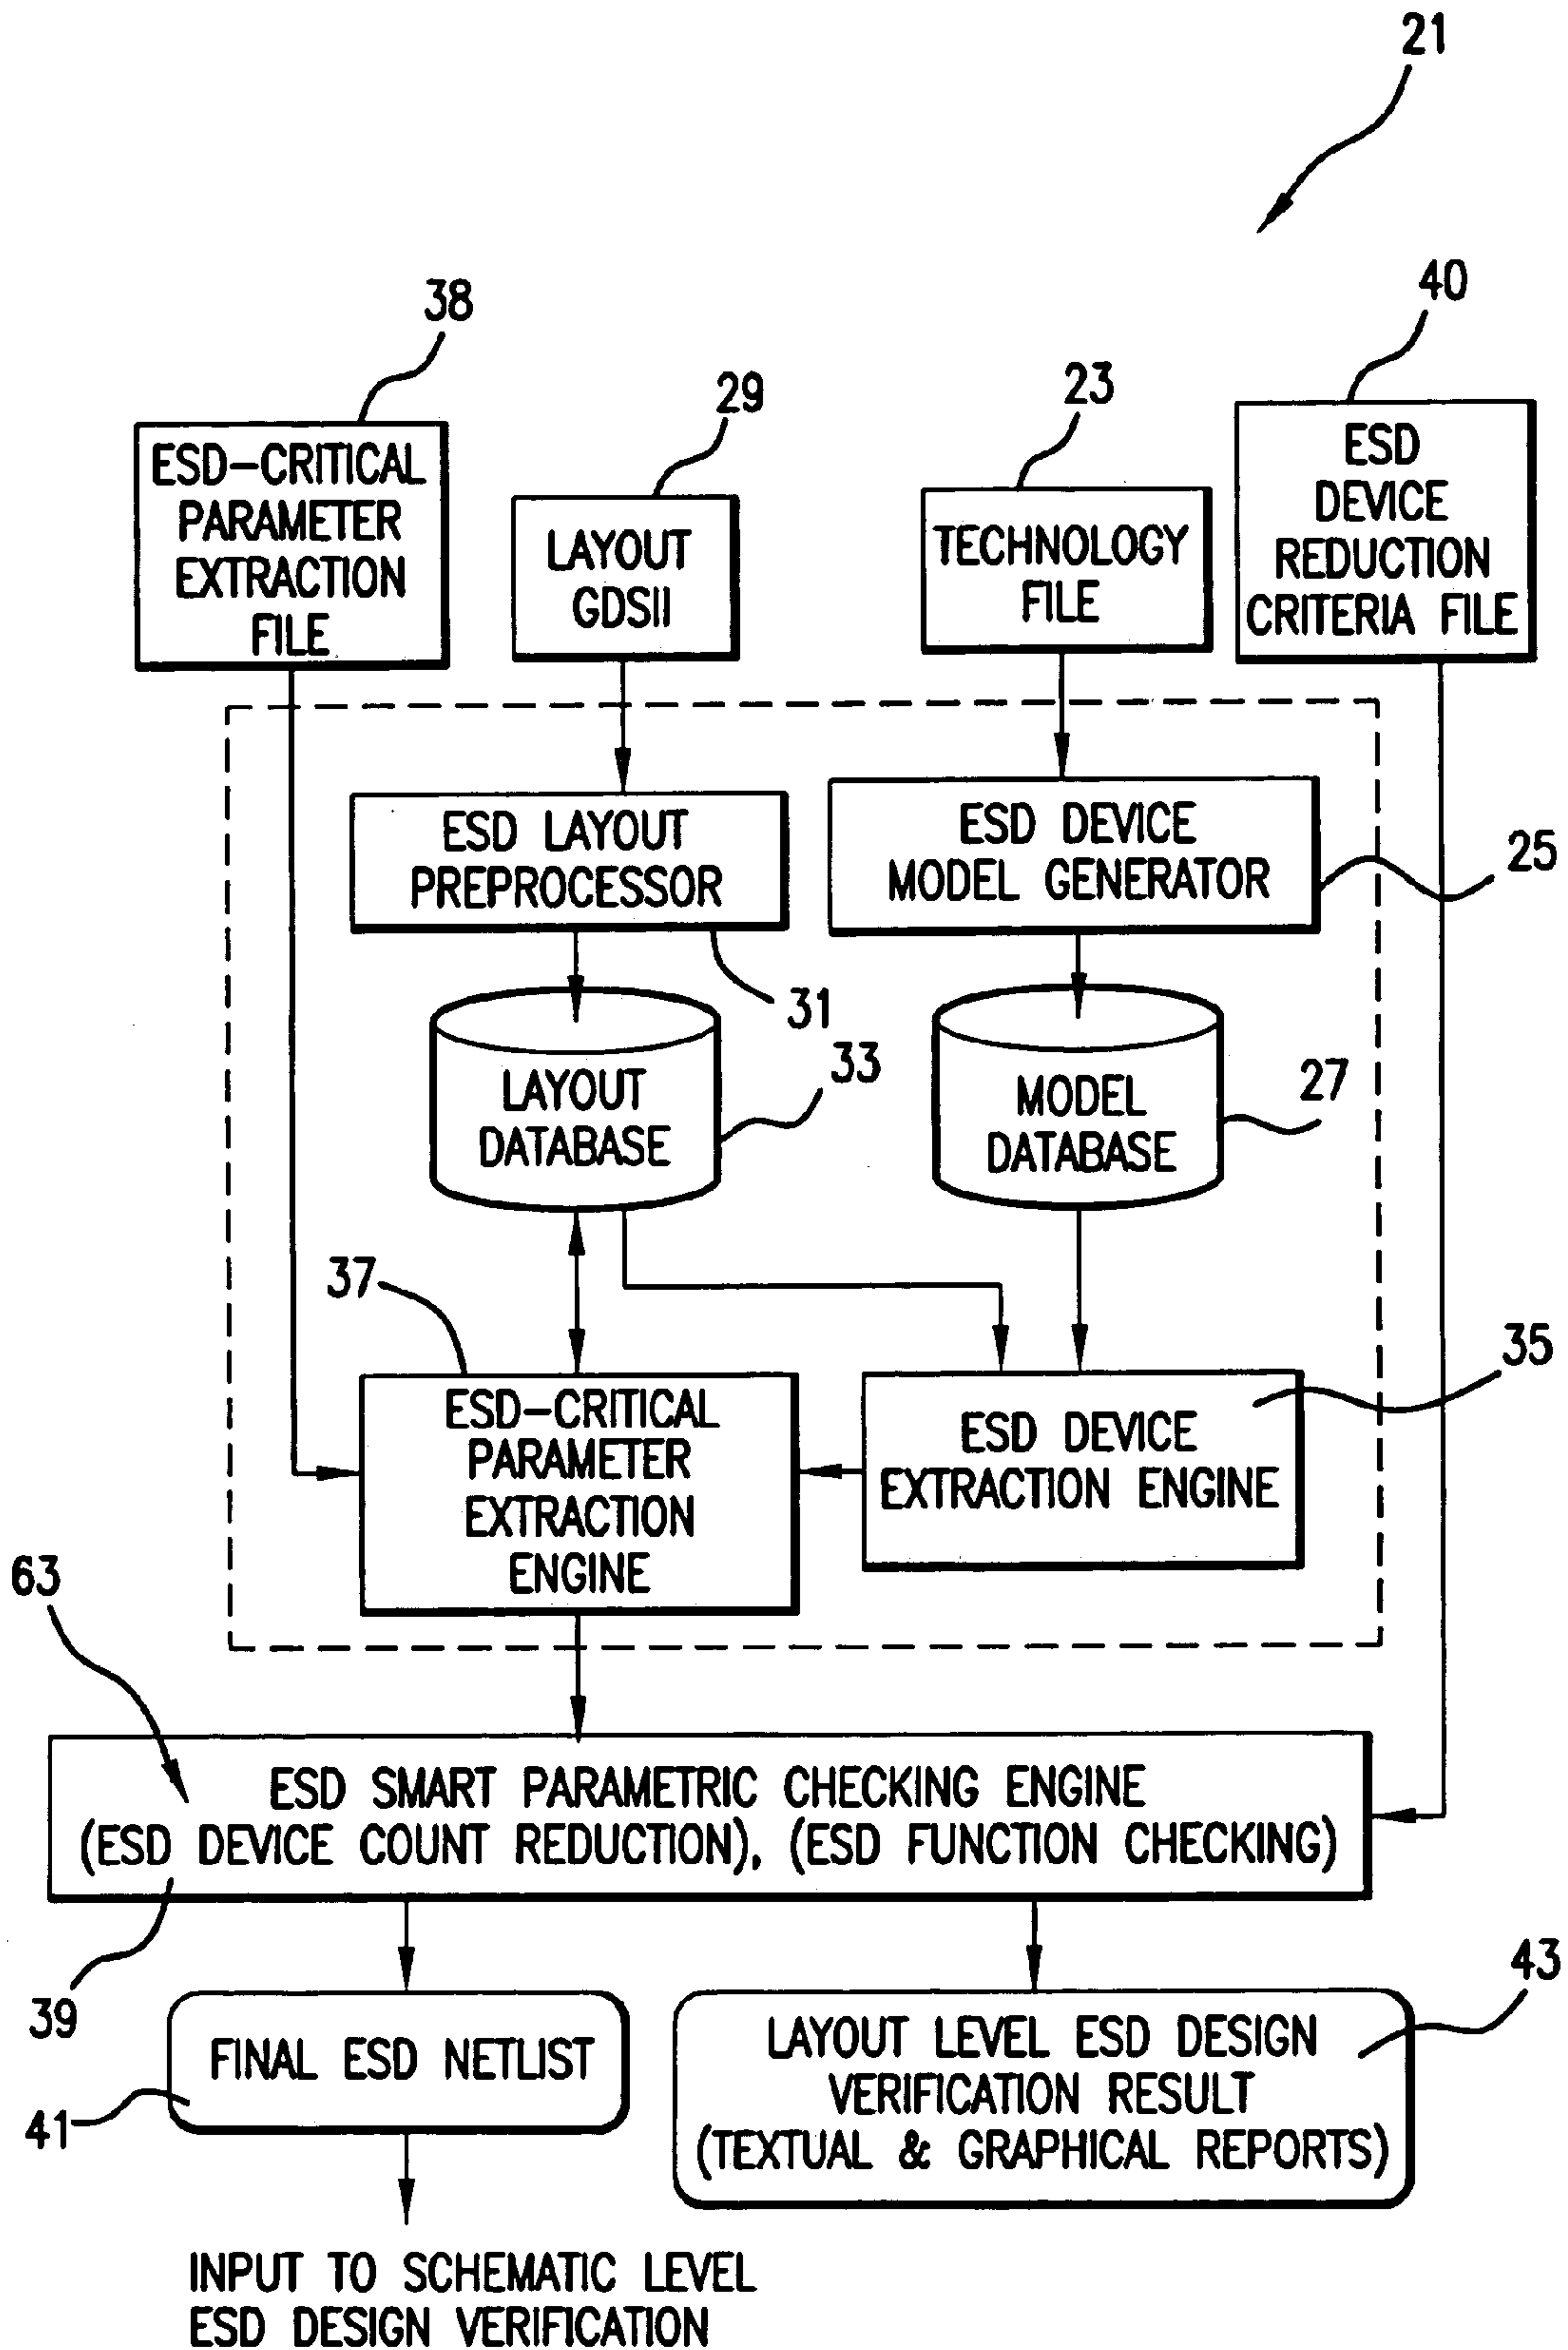 21
38
40
29
23
ESD-CRITICAL
PARAMETER
EXTRACTION
FILE
LAYOUT
GDSII
TECHNOLOGY
FILE
ESD
DEVICE
REDUCTION
CRITERIA FILE
ESD LAYOUT
PREPROCESSOR
ESD DEVICE
MODEL GENERATOR
25
31
33
LAYOUT
DATABASE
MODEL
DATABASE
27
37
35
ESD-CRITICAL
PARAMETER
EXTRACTION
ENGINE
ESD DEVICE
EXTRACTION ENGINE
63
ESD SMART PARAMETRIC CHECKING ENGINE
(ESD DEVICE COUNT REDUCTION), (ESD FUNCTION CHECKING)
39
43
FINAL ESD NETLIST
41
LAYOUT LEVEL ESD DESIGN
VERIFICATION RESULT
(TEXTUAL & GRAPHICAL REPORTS)
INPUT TO SCHEMATIC LEVEL
ESD DESIGN VERIFICATION